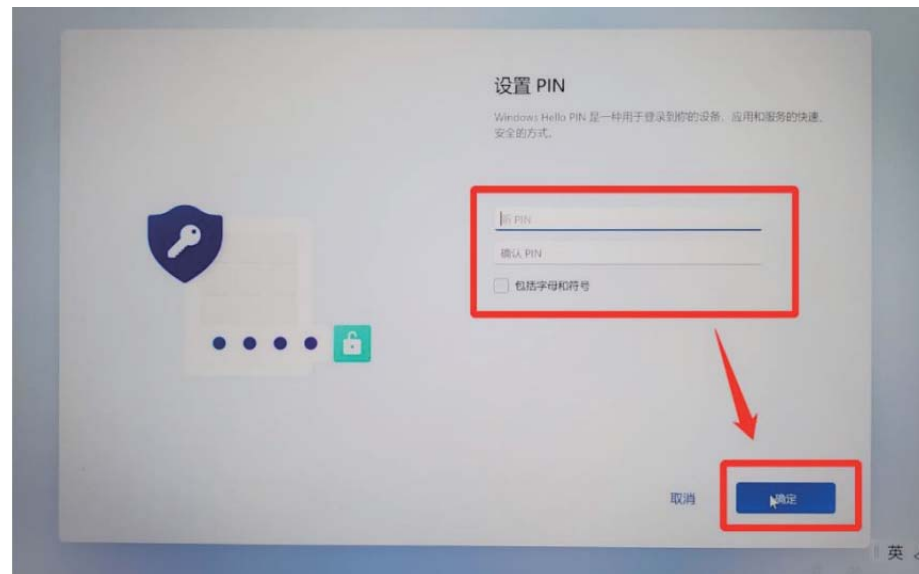 设置 PIN
Windows Hello PIN 是一种用于登录到你的设备、应用和服务的快速、
安全的方式。
新 PIN
确认 PIN
包括字母和符号
取消
确定
英